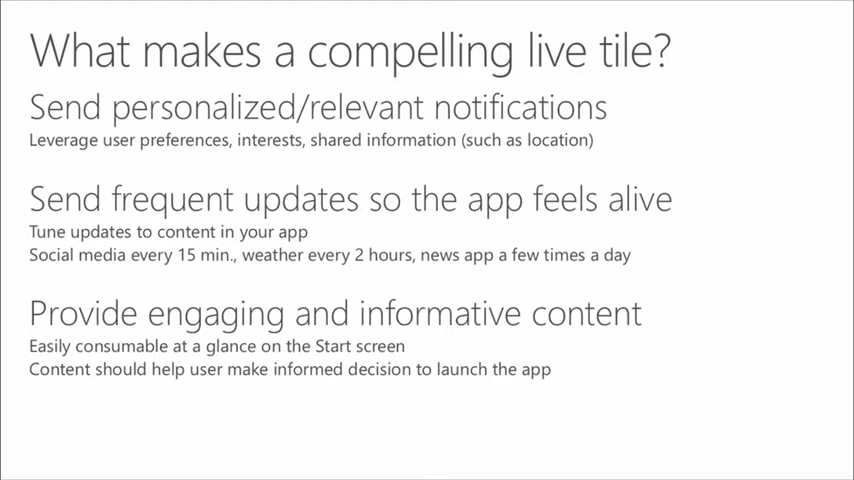 What makes a compelling live tile?
Send personalized/relevant notifications
Leverage user preferences, interests, shared information (such as location)
Send frequent updates so the app feels alive
Tune updates to content in your app
Social media every 15 min., weather every 2 hours, news app a few times a day
Provide engaging and informative content
Easily consumable at a glance on the Start screen
Content should help user make informed decision to launch the app